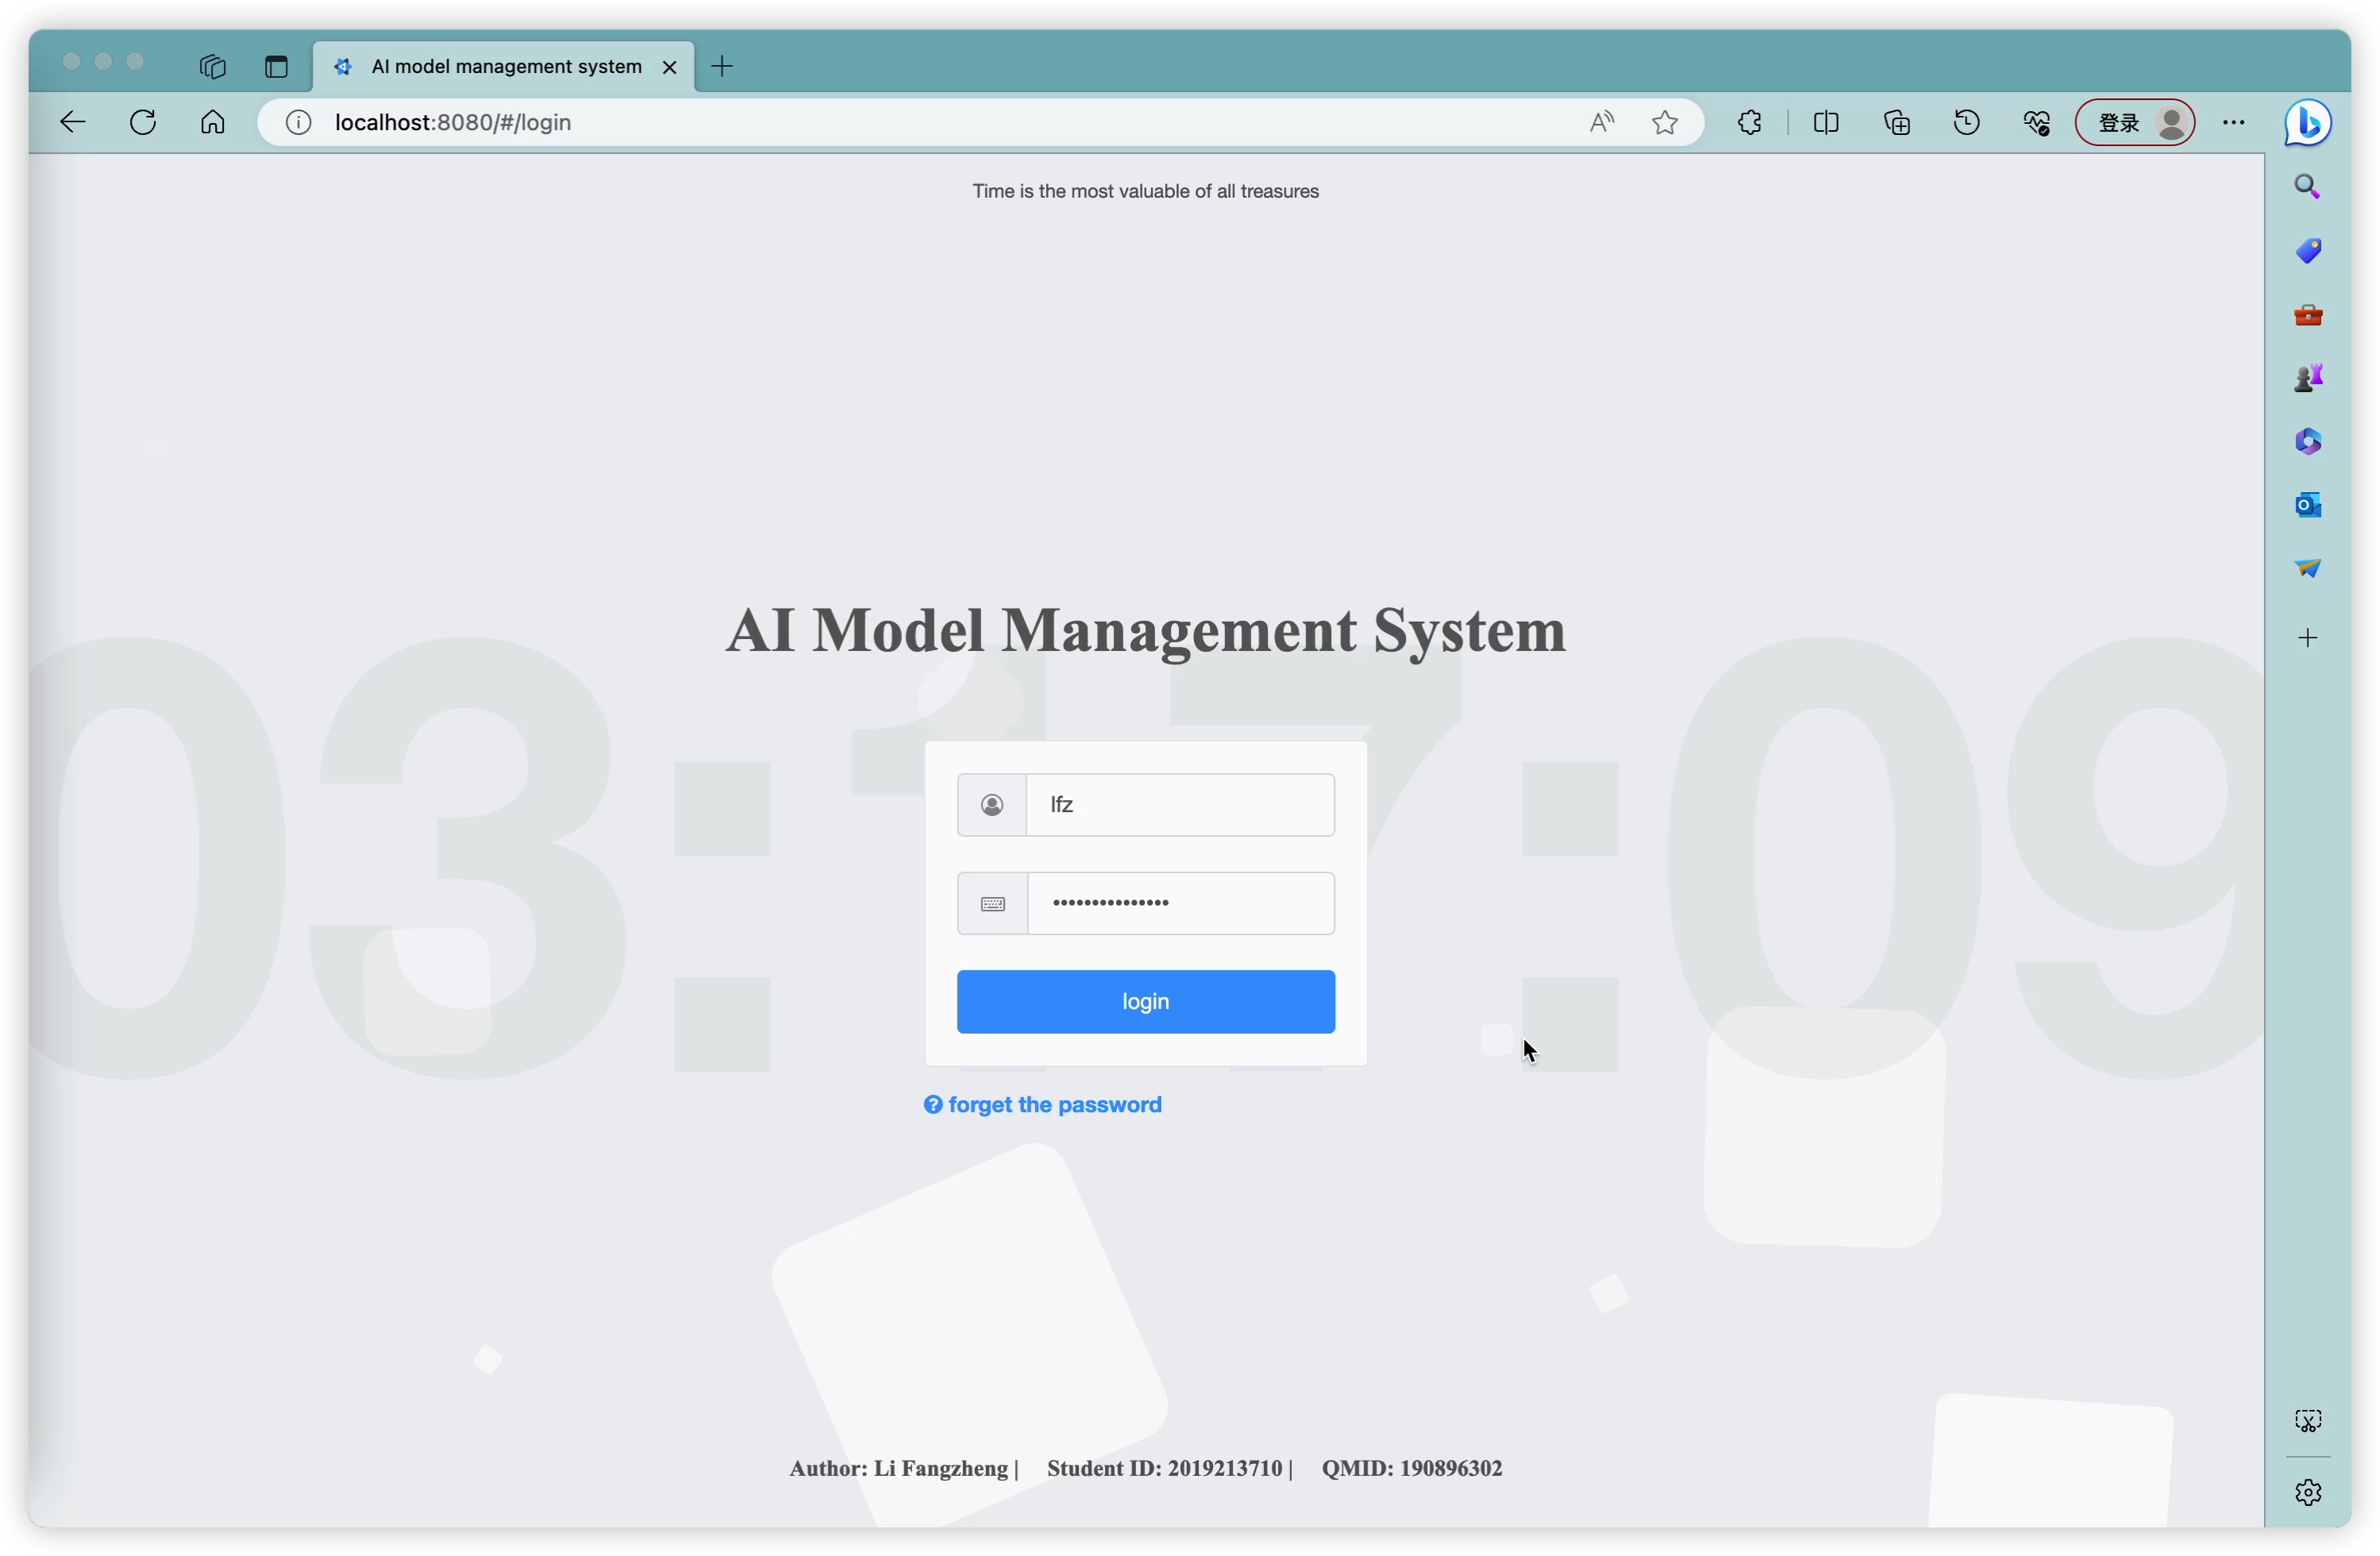 AI model management system
localhost:8080/#/login
登录
Time is the most valuable of all treasures
AI Model Management System
03:17:09
lfz
•••••••••••••••
login
forget the password
Author: Li Fangzheng | Student ID: 2019213710 | QMID: 190896302